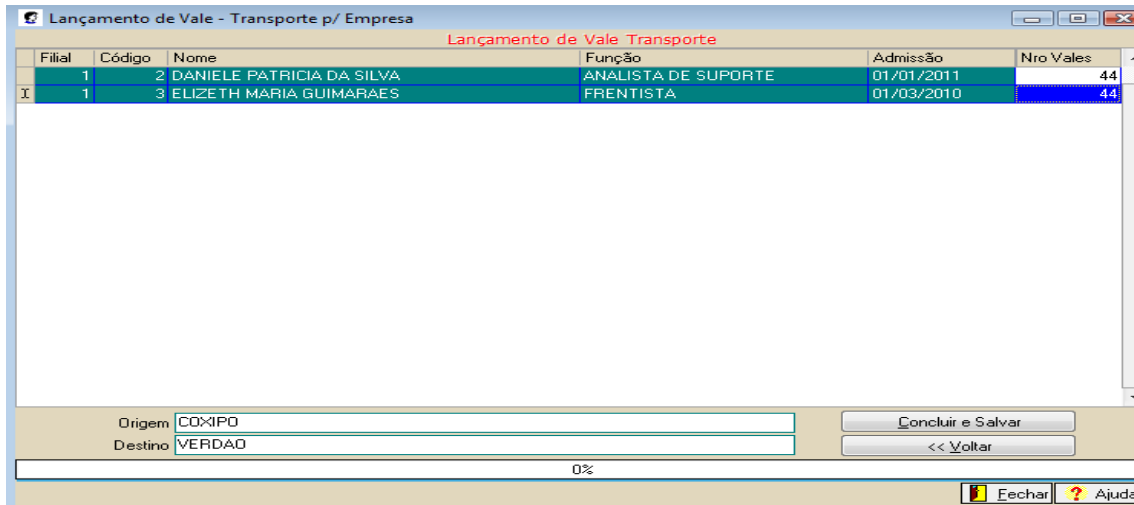 Lançamento de Vale - Transporte p/ Empresa
Lançamento de Vale Transporte
Filial Código Nome Função Admissão Nro Vales
1 2 DANIELE PATRICIA DA SILVA ANALISTA DE SUPORTE 01/01/2011 44
1 3 ELIZETH MARIA GUIMARAES FRENTISTA 01/03/2010 44
Origem COXIPO Concluir e Salvar
Destino VERDAO << Voltar
0%
Fechar ? Ajuda